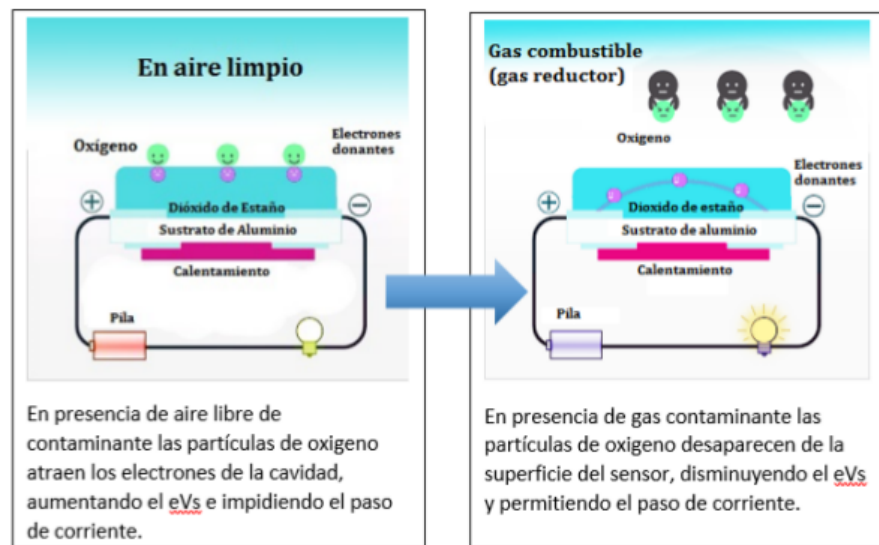 En aire limpio
Oxígeno
Electrones
donantes
+
−
Dióxido de Estaño
Sustrato de Aluminio
Calentamiento
Pila
En presencia de aire libre de
contaminante las partículas de oxigeno
atraen los electrones de la cavidad,
aumentando el eVs e impidiendo el paso
de corriente.
Gas combustible
(gas reductor)
Oxigeno
Electrones
donantes
+
−
Dioxido de estaño
Sustrato de aluminio
Calentamiento
Pila
En presencia de gas contaminante las
partículas de oxigeno desaparecen de la
superficie del sensor, disminuyendo el eVs
y permitiendo el paso de corriente.